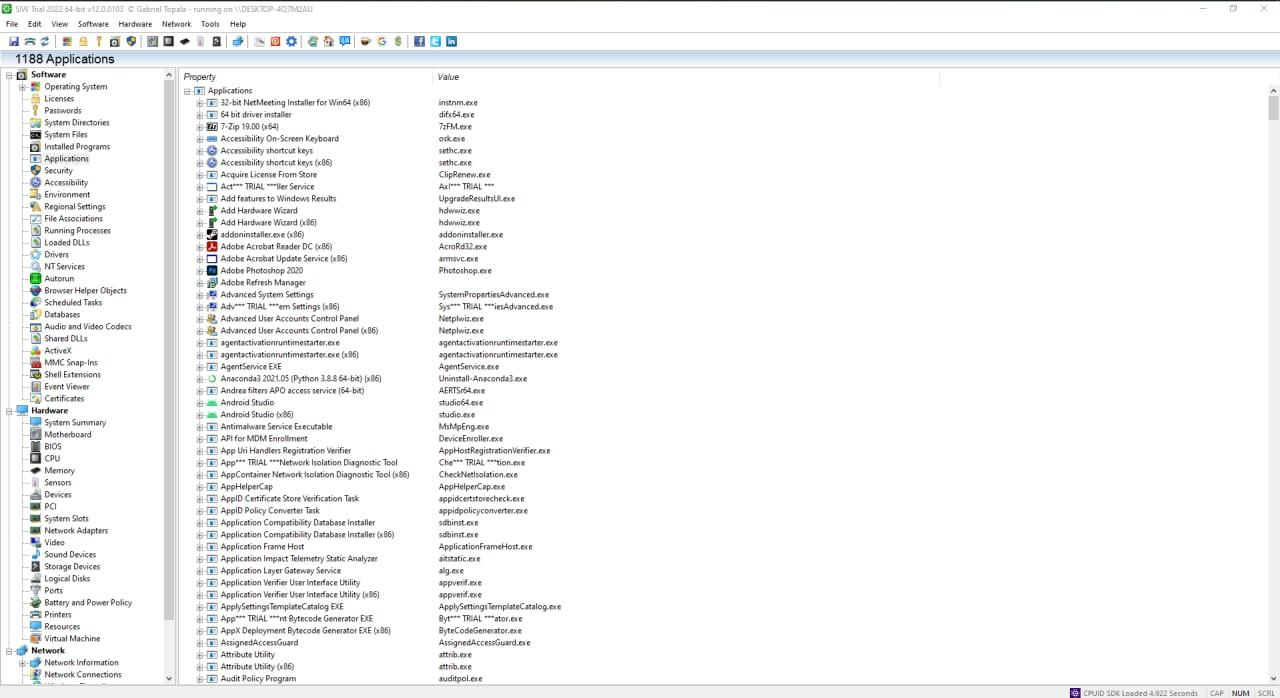 SIW Trial 2022 64-bit v12.0.0103 © Gabriel Topala - running on \\DESKTOP-4Q7M2AU
File Edit View Software Hardware Network Tools Help
1188 Applications
Software
Operating System
Licenses
Passwords
System Directories
System Files
Installed Programs
Applications
Security
Accessibility
Environment
Regional Settings
File Associations
Running Processes
Loaded DLLs
Drivers
NT Services
Autorun
Browser Helper Objects
Scheduled Tasks
Databases
Audio and Video Codecs
Shared DLLs
ActiveX
MMC Snap-Ins
Shell Extensions
Event Viewer
Certificates
Hardware
System Summary
Motherboard
BIOS
CPU
Memory
Sensors
Devices
PCI
System Slots
Network Adapters
Video
Sound Devices
Storage Devices
Logical Disks
Ports
Battery and Power Policy
Printers
Resources
Virtual Machine
Network
Network Information
Network Connections
Property Value
Applications
32-bit NetMeeting Installer for Win64 (x86) instnm.exe
64 bit driver installer difx64.exe
7-Zip 19.00 (x64) 7zFM.exe
Accessibility On-Screen Keyboard osk.exe
Accessibility shortcut keys sethc.exe
Accessibility shortcut keys (x86) sethc.exe
Acquire License From Store ClipRenew.exe
Act*** TRIAL ***ller Service AxI*** TRIAL ***
Add features to Windows Results UpgradeResultsUI.exe
Add Hardware Wizard hdwwiz.exe
Add Hardware Wizard (x86) hdwwiz.exe
addoninstaller.exe (x86) addoninstaller.exe
Adobe Acrobat Reader DC (x86) AcroRd32.exe
Adobe Acrobat Update Service (x86) armsvc.exe
Adobe Photoshop 2020 Photoshop.exe
Adobe Refresh Manager
Advanced System Settings SystemPropertiesAdvanced.exe
Adv*** TRIAL ***em Settings (x86) Sys*** TRIAL ***iesAdvanced.exe
Advanced User Accounts Control Panel Netplwiz.exe
Advanced User Accounts Control Panel (x86) Netplwiz.exe
agentactivationruntimestarter.exe agentactivationruntimestarter.exe
agentactivationruntimestarter.exe (x86) agentactivationruntimestarter.exe
AgentService EXE AgentService.exe
Anaconda3 2021.05 (Python 3.8.8 64-bit) (x86) Uninstall-Anaconda3.exe
Andrea filters APO access service (64-bit) AERTSr64.exe
Android Studio studio64.exe
Android Studio (x86) studio.exe
Antimalware Service Executable MsMpEng.exe
API for MDM Enrollment DeviceEnroller.exe
App Uri Handlers Registration Verifier AppHostRegistrationVerifier.exe
App*** TRIAL ***Network Isolation Diagnostic Tool Che*** TRIAL ***tion.exe
AppContainer Network Isolation Diagnostic Tool (x86) CheckNetIsolation.exe
AppHelperCap AppHelperCap.exe
AppID Certificate Store Verification Task appidcertstorecheck.exe
AppID Policy Converter Task appidpolicyconverter.exe
Application Compatibility Database Installer sdbinst.exe
Application Compatibility Database Installer (x86) sdbinst.exe
Application Frame Host ApplicationFrameHost.exe
Application Impact Telemetry Static Analyzer aitstatic.exe
Application Layer Gateway Service alg.exe
Application Verifier User Interface Utility appverif.exe
Application Verifier User Interface Utility (x86) appverif.exe
ApplySettingsTemplateCatalog EXE ApplySettingsTemplateCatalog.exe
App*** TRIAL ***nt Bytecode Generator EXE Byt*** TRIAL ***ator.exe
AppX Deployment Bytecode Generator EXE (x86) ByteCodeGenerator.exe
AssignedAccessGuard AssignedAccessGuard.exe
Attribute Utility attrib.exe
Attribute Utility (x86) attrib.exe
Audit Policy Program auditpol.exe
CPUID SDK Loaded 4.922 Seconds CAP NUM SCRL